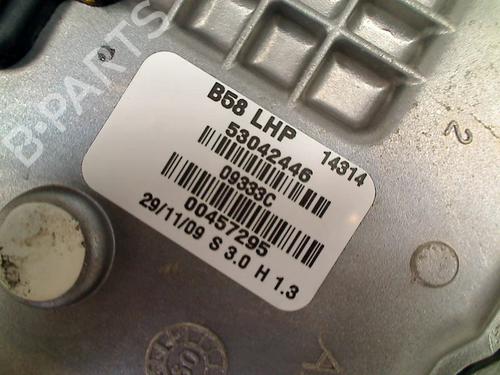 B-PARTS
B58 LHP
14314
53042446
09333C
00457295
29/11/09 S 3.0 H 1.3
2
A